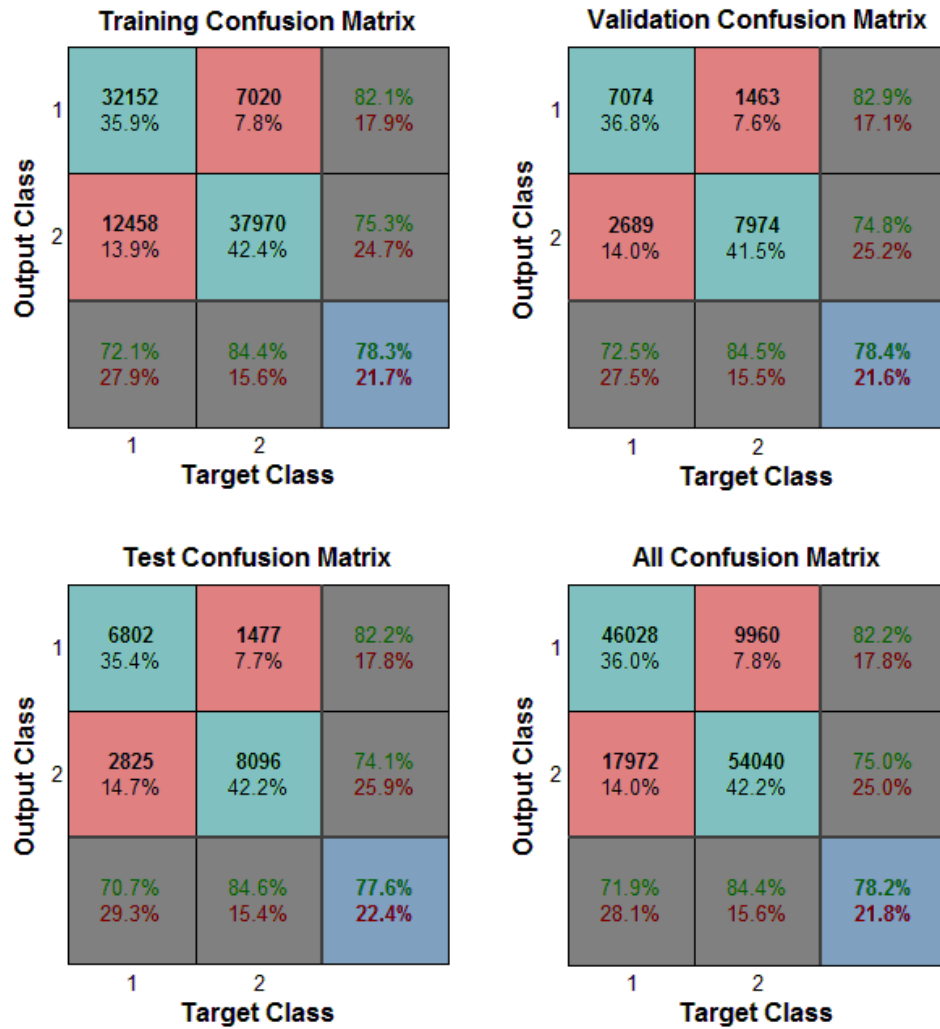 Training Confusion Matrix
Output Class
1
32152 7020 82.1%
35.9% 7.8% 17.9%
2
12458 37970 75.3%
13.9% 42.4% 24.7%
72.1% 84.4% 78.3%
27.9% 15.6% 21.7%
1 2
Target Class
Validation Confusion Matrix
Output Class
1
7074 1463 82.9%
36.8% 7.6% 17.1%
2
2689 7974 74.8%
14.0% 41.5% 25.2%
72.5% 84.5% 78.4%
27.5% 15.5% 21.6%
1 2
Target Class
Test Confusion Matrix
Output Class
1
6802 1477 82.2%
35.4% 7.7% 17.8%
2
2825 8096 74.1%
14.7% 42.2% 25.9%
70.7% 84.6% 77.6%
29.3% 15.4% 22.4%
1 2
Target Class
All Confusion Matrix
Output Class
1
46028 9960 82.2%
36.0% 7.8% 17.8%
2
17972 54040 75.0%
14.0% 42.2% 25.0%
71.9% 84.4% 78.2%
28.1% 15.6% 21.8%
1 2
Target Class